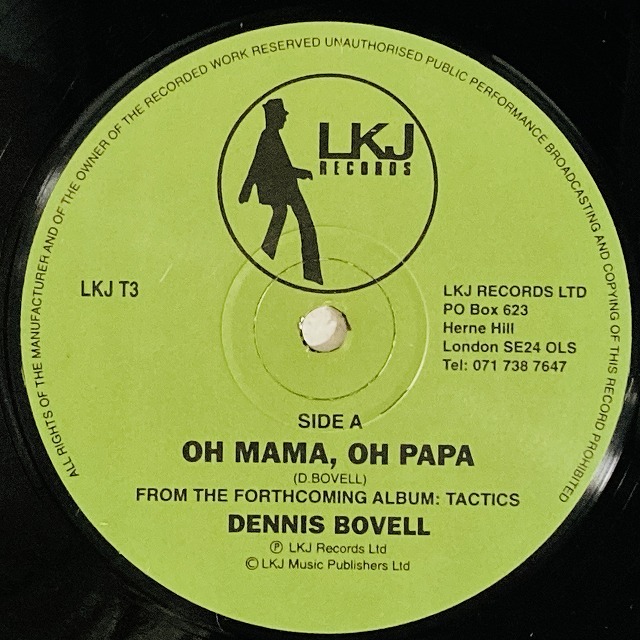 ALL RIGHTS OF THE MANUFACTURER AND OF THE OWNER OF THE RECORDED WORK RESERVED UNAUTHORISED PUBLIC PERFORMANCE BROADCASTING AND COPYING OF THIS RECORD PROHIBITED
LKJ
RECORDS
LKJ T3
LKJ RECORDS LTD
PO Box 623
Herne Hill
London SE24 OLS
Tel: 071 738 7647
SIDE A
OH MAMA, OH PAPA
(D.BOVELL)
FROM THE FORTHCOMING ALBUM: TACTICS
DENNIS BOVELL
Ⓟ LKJ Records Ltd
© LKJ Music Publishers Ltd